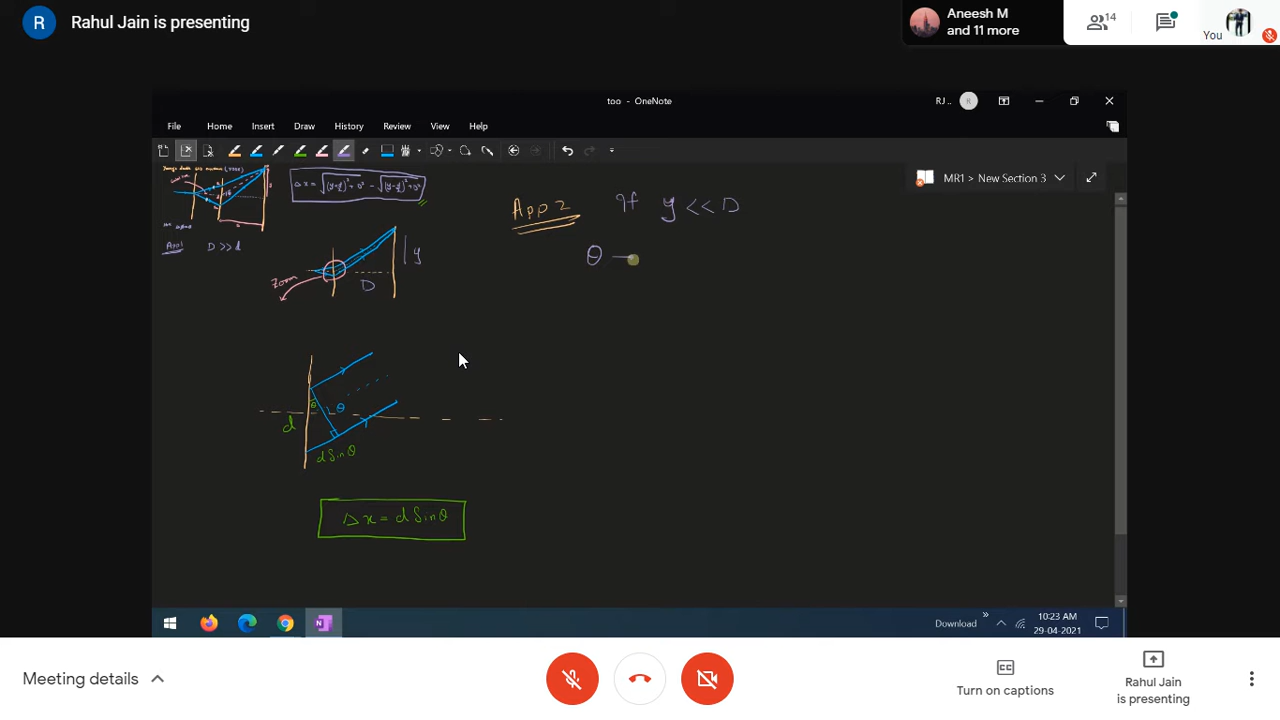 R Rahul Jain is presenting
Aneesh M
and 11 more
14
You
too - OneNote
RJ ..
File Home Insert Draw History Review View Help
MR1 > New Section 3
App 2 If y << D
θ —
App1 D >> d
Zoom
D
y
θ
θ
d
d Sin θ
Δx = d Sin θ
Download
10:23 AM
29-04-2021
Meeting details
Turn on captions
Rahul Jain
is presenting